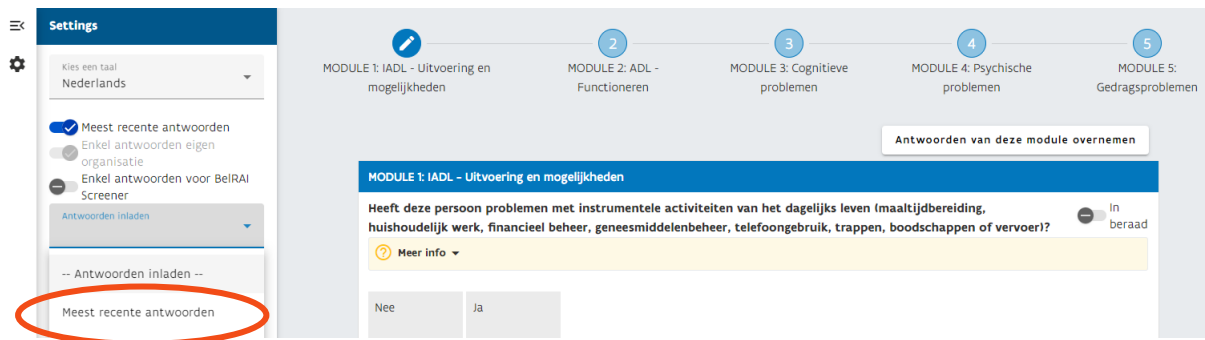 Settings
Kies een taal
Nederlands
Meest recente antwoorden
Enkel antwoorden eigen
organisatie
Enkel antwoorden voor BelRAI
Screener
Antwoorden inladen
-- Antwoorden inladen --
Meest recente antwoorden
MODULE 1: IADL - Uitvoering en
mogelijkheden
2
MODULE 2: ADL -
Functioneren
3
MODULE 3: Cognitieve
problemen
4
MODULE 4: Psychische
problemen
5
MODULE 5:
Gedragsproblemen
Antwoorden van deze module overnemen
MODULE 1: IADL - Uitvoering en mogelijkheden
Heeft deze persoon problemen met instrumentele activiteiten van het dagelijks leven (maaltijdbereiding,
huishoudelijk werk, financieel beheer, geneesmiddelenbeheer, telefoongebruik, trappen, boodschappen of vervoer)?
In
beraad
? Meer info
Nee
Ja